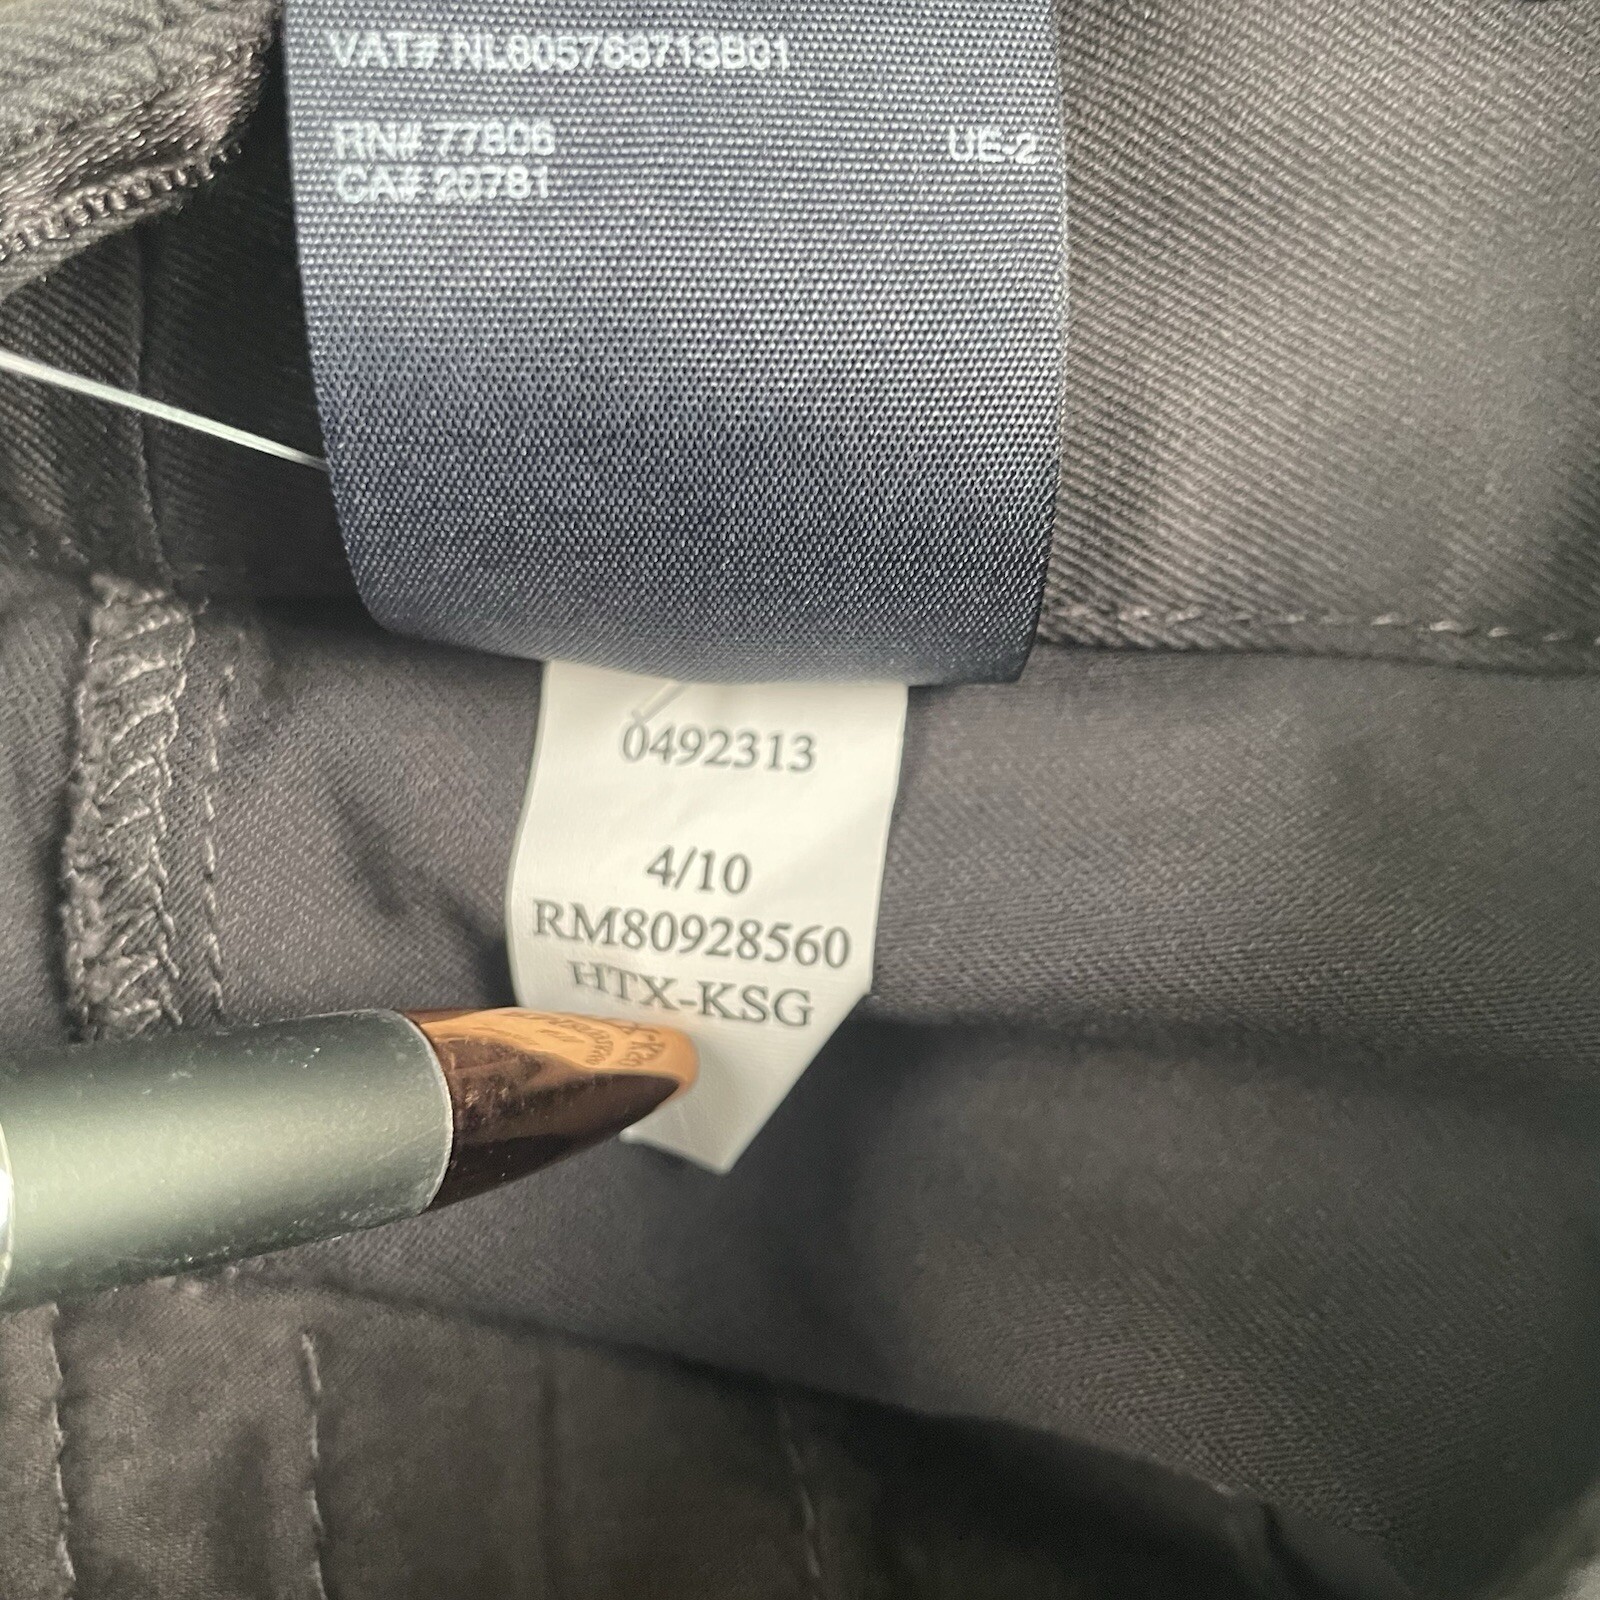 VAT# NL805766713B01
RN# 77806
UE-2
CA# 20781
0492313
4/10
RM80928560
HTX-KSG